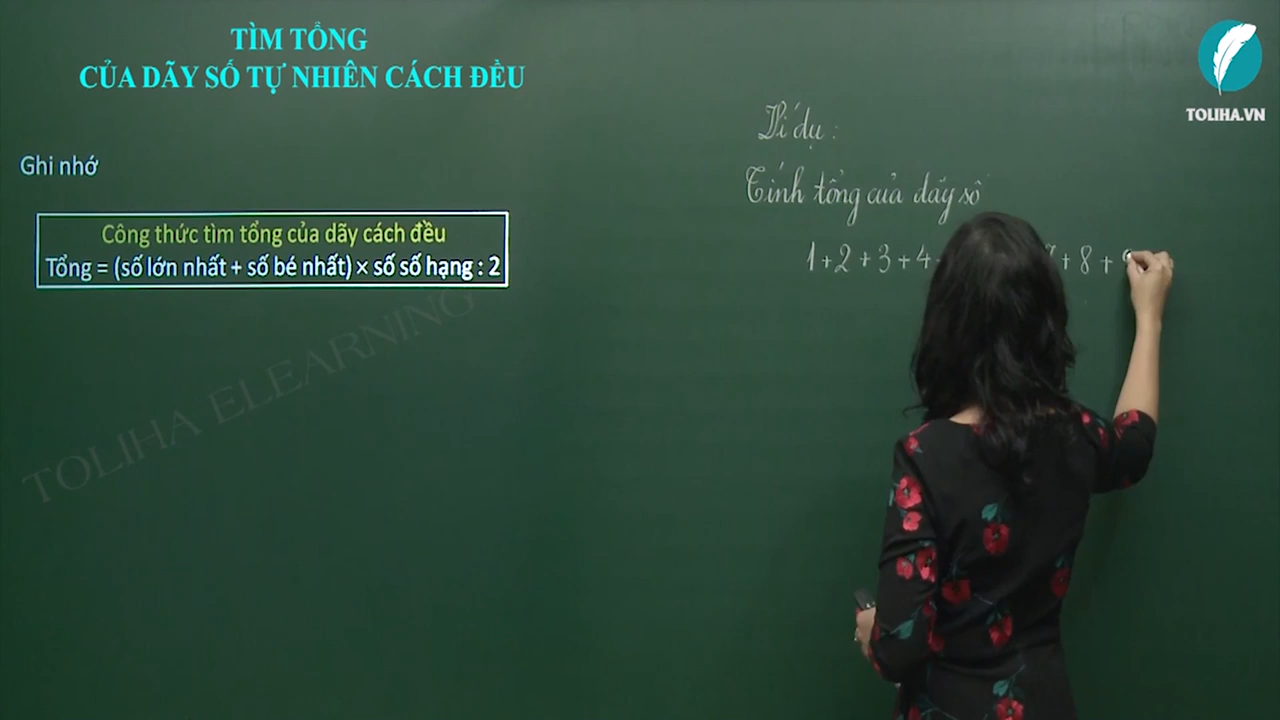 TÌM TỔNG
CỦA DÃY SỐ TỰ NHIÊN CÁCH ĐỀU
TOLIHA.VN
Ghi nhớ
Công thức tìm tổng của dãy cách đều
Tổng = (số lớn nhất + số bé nhất) × số số hạng : 2
TOLIHA ELEARNING
Ví dụ :
Tính tổng của dãy số
1 + 2 + 3 + 4 + 8 +